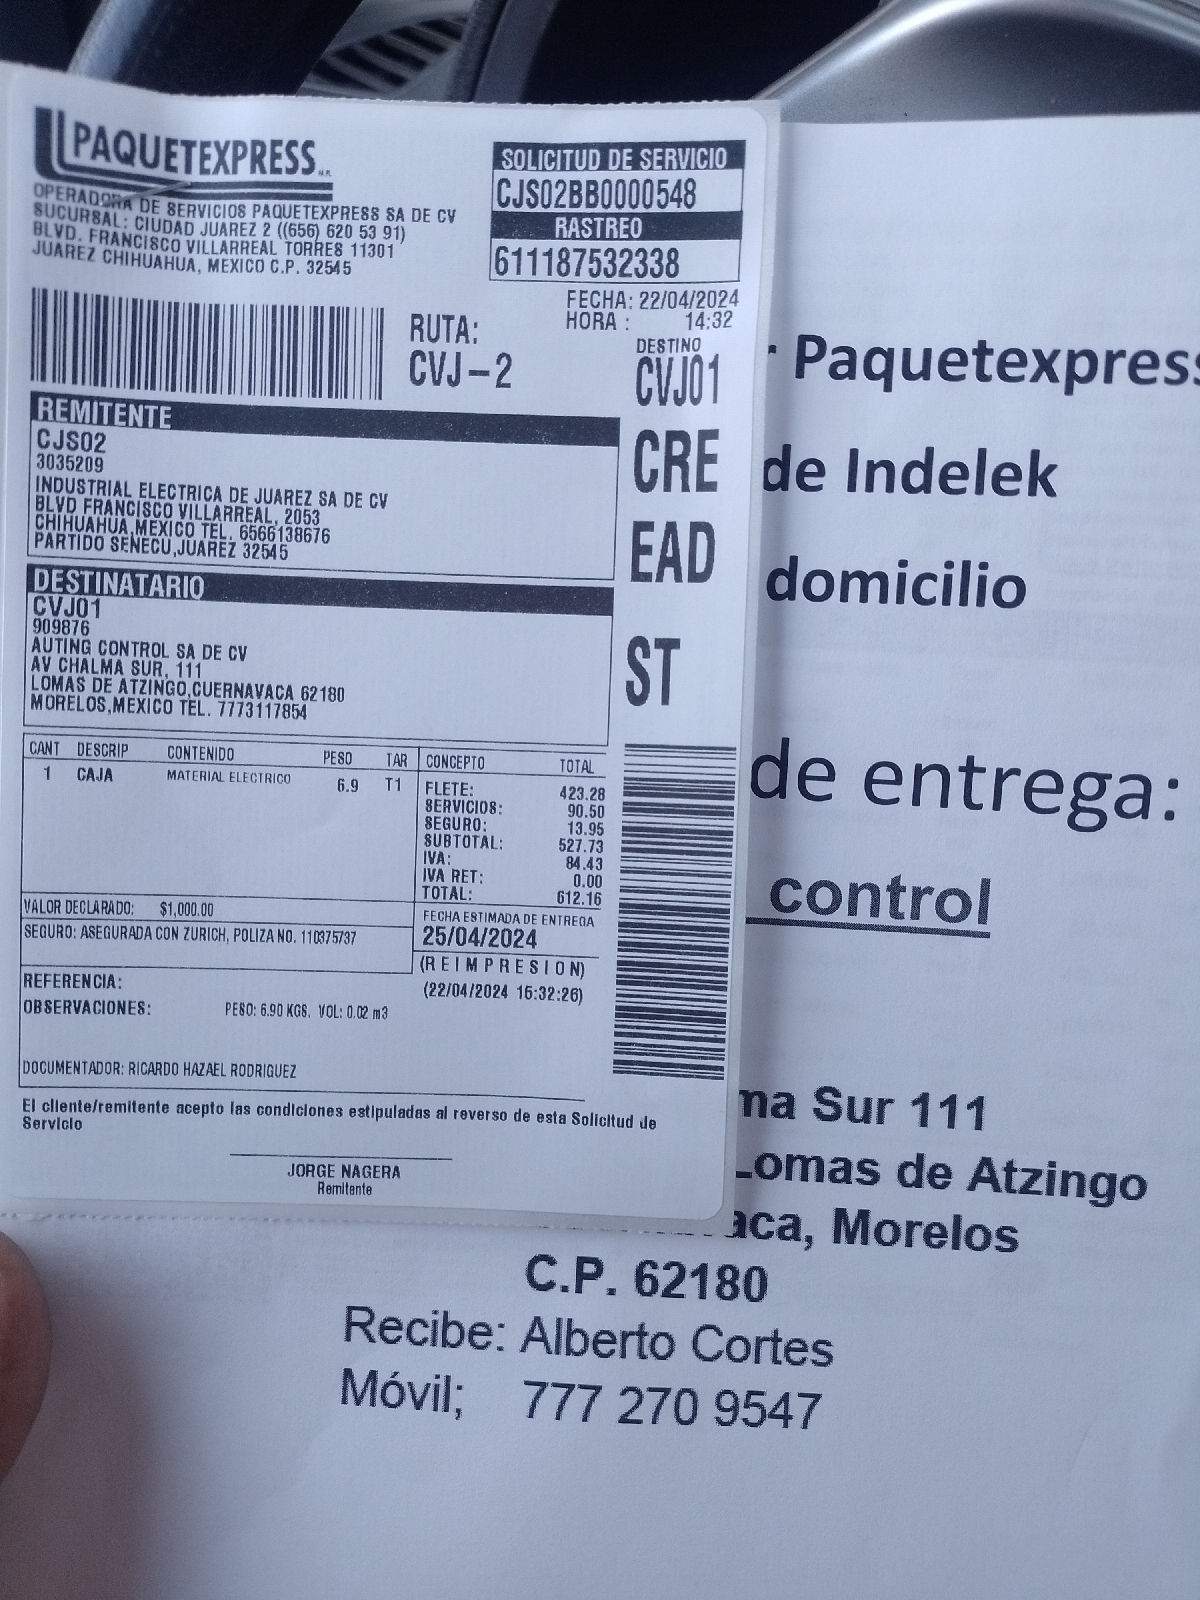 PAQUETEXPRESS M.R.
OPERADORA DE SERVICIOS PAQUETEXPRESS SA DE CV
SUCURSAL: CIUDAD JUAREZ 2 ((656) 620 53 91)
BLVD. FRANCISCO VILLARREAL TORRES 11301
JUAREZ CHIHUAHUA, MEXICO C.P. 32545
SOLICITUD DE SERVICIO
CJS02BB0000548
RASTREO
611187532338
FECHA: 22/04/2024
HORA : 14:32
RUTA:
CVJ-2
DESTINO
CVJ01
CRE
EAD
ST
REMITENTE
CJS02
3035209
INDUSTRIAL ELECTRICA DE JUAREZ SA DE CV
BLVD FRANCISCO VILLARREAL, 2053
CHIHUAHUA,MEXICO TEL. 6566138676
PARTIDO SENECU,JUAREZ 32545
DESTINATARIO
CVJ01
909876
AUTING CONTROL SA DE CV
AV CHALMA SUR, 111
LOMAS DE ATZINGO,CUERNAVACA 62180
MORELOS,MEXICO TEL. 7773117854
CANT DESCRIP CONTENIDO PESO TAR
1 CAJA MATERIAL ELECTRICO 6.9 T1
CONCEPTO TOTAL
FLETE: 423.28
SERVICIOS: 90.50
SEGURO: 13.95
SUBTOTAL: 527.73
IVA: 84.43
IVA RET: 0.00
TOTAL: 612.16
VALOR DECLARADO: $1,000.00
SEGURO: ASEGURADA CON ZURICH, POLIZA NO. 110375737
FECHA ESTIMADA DE ENTREGA
25/04/2024
(REIMPRESION)
(22/04/2024 15:32:26)
REFERENCIA:
OBSERVACIONES: PESO: 6.90 KGS. VOL: 0.02 m3
DOCUMENTADOR: RICARDO HAZAEL RODRIGUEZ
El cliente/remitente acepto las condiciones estipuladas al reverso de esta Solicitud de
Servicio
JORGE NAGERA
Remitente
Paquetexpress
de Indelek
domicilio
de entrega:
control
ma Sur 111
Lomas de Atzingo
aca, Morelos
C.P. 62180
Recibe: Alberto Cortes
Móvil; 777 270 9547